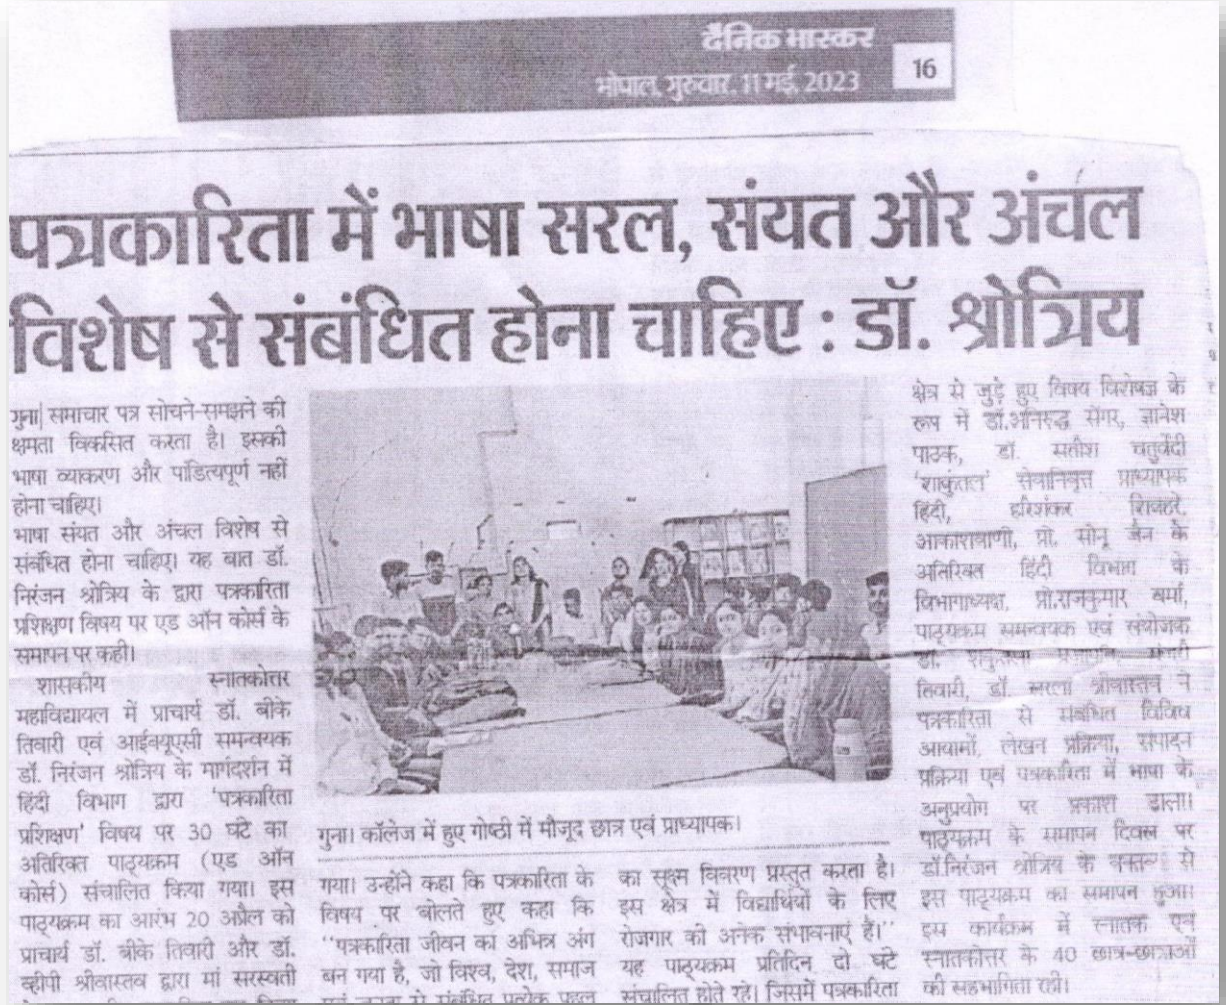 दैनिक भास्कर
भोपाल, गुरुवार, 11 मई, 2023
16
पत्रकारिता में भाषा सरल, संयत और अंचल
विशेष से संबंधित होना चाहिए : डॉ. श्रोत्रिय
गुना| समाचार पत्र सोचने-समझने की
क्षमता विकसित करता है। इसकी
भाषा व्याकरण और पांडित्यपूर्ण नहीं
होना चाहिए।
भाषा संयत और अंचल विशेष से
संबंधित होना चाहिए। यह बात डॉ.
निरंजन श्रोत्रिय के द्वारा पत्रकारिता
प्रशिक्षण विषय पर एड ऑन कोर्स के
समापन पर कही।
शासकीय स्नातकोत्तर
महाविद्यायल में प्राचार्य डॉ. बीके
तिवारी एवं आईक्यूएसी समन्वयक
डॉ. निरंजन श्रोत्रिय के मार्गदर्शन में
हिंदी विभाग द्वारा 'पत्रकारिता
प्रशिक्षण' विषय पर 30 घंटे का
अतिरिक्त पाठ्यक्रम (एड ऑन
कोर्स) संचालित किया गया। इस
पाठ्यक्रम का आरंभ 20 अप्रैल को
प्राचार्य डॉ. बीके तिवारी और डॉ.
व्हीपी श्रीवास्तव द्वारा मां सरस्वती
गुना। कॉलेज में हुए गोष्ठी में मौजूद छात्र एवं प्राध्यापक।
गया। उन्होंने कहा कि पत्रकारिता के
विषय पर बोलते हुए कहा कि
"पत्रकारिता जीवन का अभिन्न अंग
बन गया है, जो विश्व, देश, समाज
एवं जनता से संबंधित प्रत्येक पहलू
का सूक्ष्म विवरण प्रस्तुत करता है।
इस क्षेत्र में विद्यार्थियों के लिए
रोजगार की अनेक संभावनाएं है।"
यह पाठ्यक्रम प्रतिदिन दो घंटे
संचालित होते रहे। जिसमें पत्रकारिता
क्षेत्र से जुड़े हुए विषय विशेषज्ञ के
रूप में डॉ.अनिरुद्ध सेंगर, ज्ञानेश
पाठक, डॉ. सतीश चतुर्वेदी
'शाकुंतल' सेवानिवृत्त प्राध्यापक
हिंदी, हरिशंकर
आकाशवाणी, प्रो. सोनू जैन के
अतिरिक्त हिंदी विभाग के
विभागाध्यक्ष, प्रो.राजकुमार वर्मा,
पाठ्यक्रम समन्वयक एवं संयोजक
डॉ.
तिवारी, डॉ. सरला श्रीवास्तव ने
पत्रकारिता से संबंधित विविध
आयामों, लेखन प्रक्रिया, संपादन
प्रक्रिया एवं पत्रकारिता में भाषा के
अनुप्रयोग पर प्रकाश डाला।
पाठ्यक्रम के समापन दिवस पर
डॉ.निरंजन श्रोत्रिय के वक्तव्य से
इस पाठ्यक्रम का समापन हुआ।
इस कार्यक्रम में स्नातक एवं
स्नातकोत्तर के 40 छात्र-छात्राओं
की सहभागिता रही।